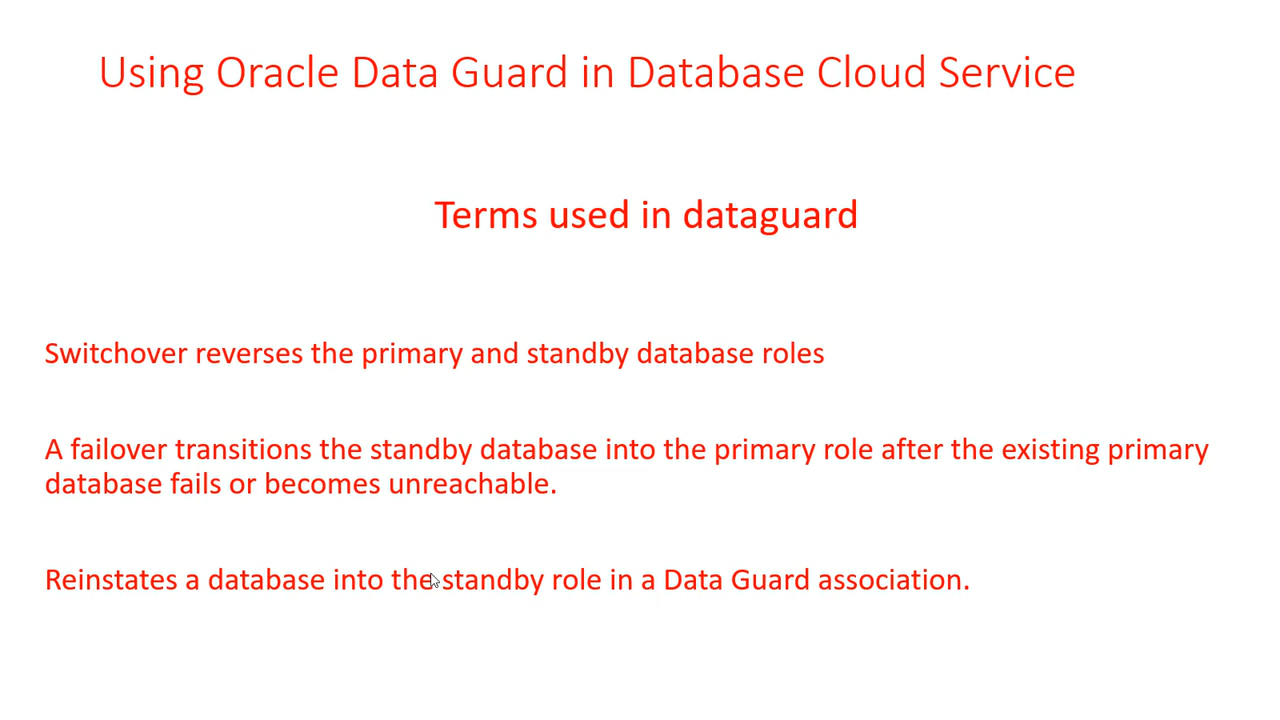 Using Oracle Data Guard in Database Cloud Service
Terms used in dataguard
Switchover reverses the primary and standby database roles
A failover transitions the standby database into the primary role after the existing primary
database fails or becomes unreachable.
Reinstates a database into the standby role in a Data Guard association.